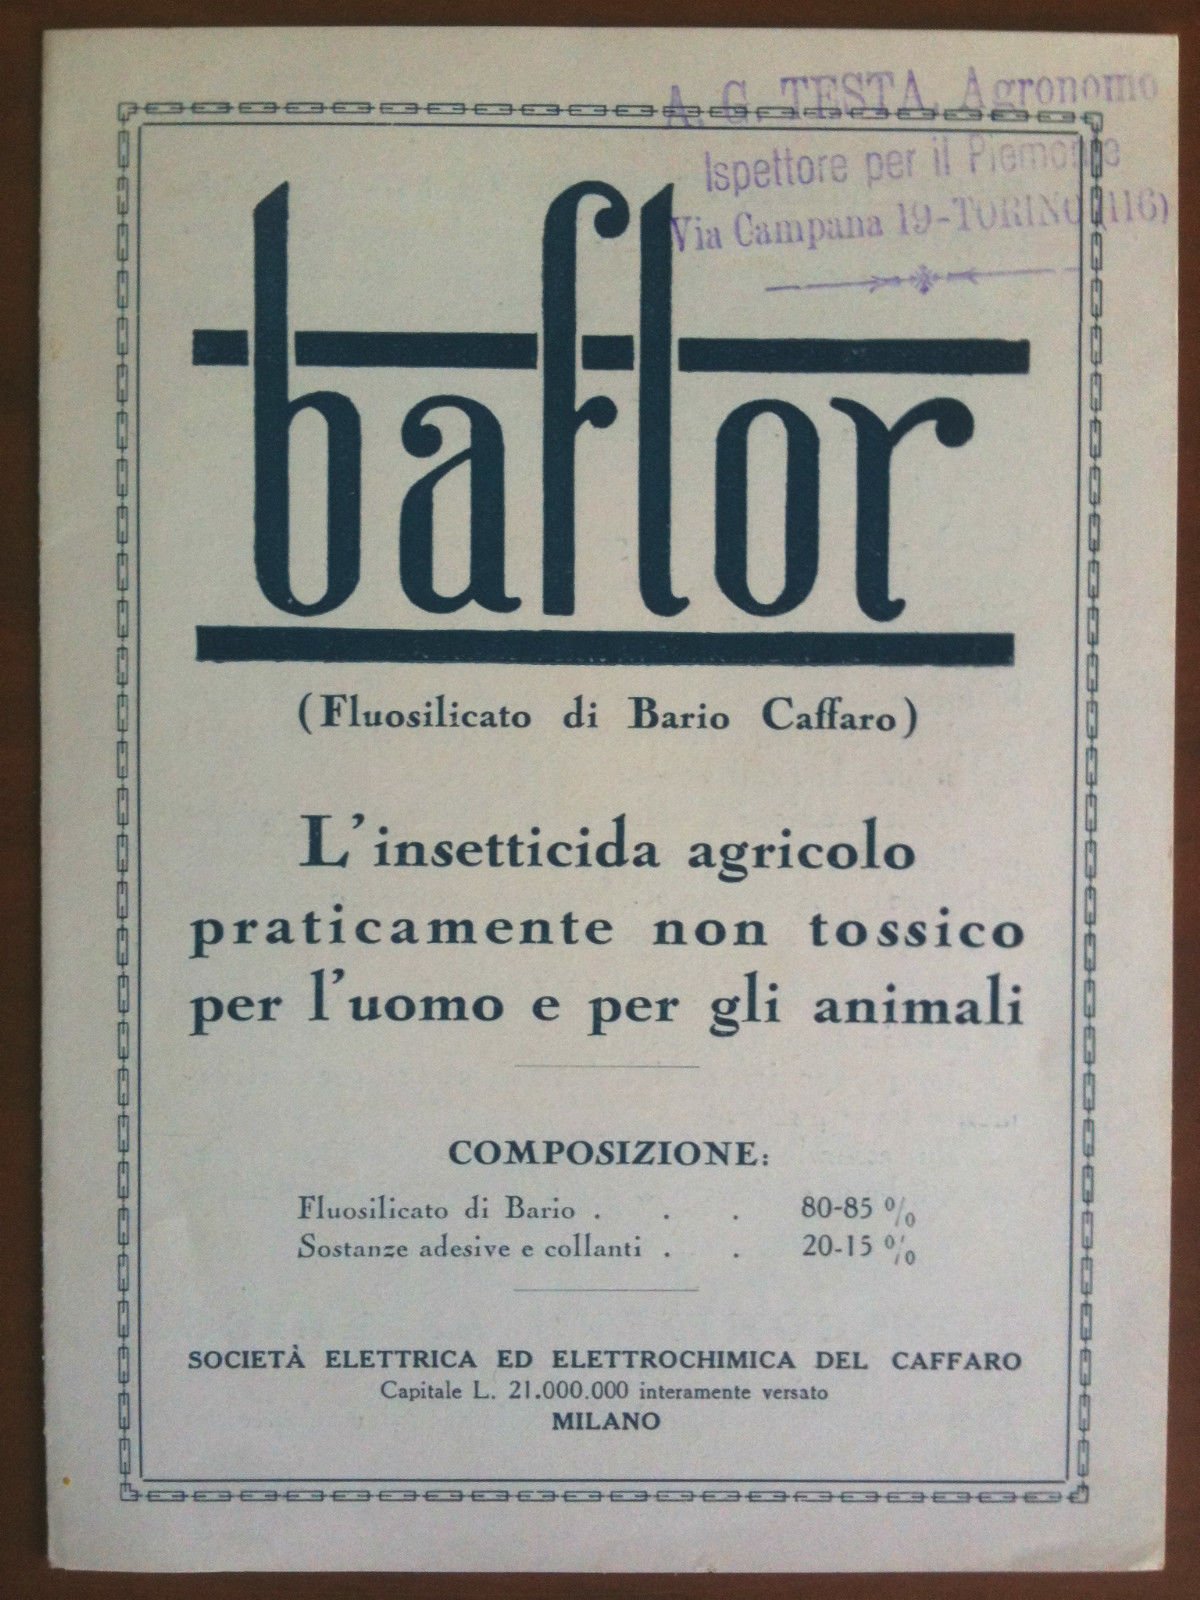 A. G. TESTA, Agronomo
Ispettore per il Piemonte
Via Campana 19-TORINO (116)
baflor
(Fluosilicato di Bario Caffaro)
L'insetticida agricolo
praticamente non tossico
per l'uomo e per gli animali
COMPOSIZIONE:
Fluosilicato di Bario . . . 80-85 %
Sostanze adesive e collanti . . 20-15 %
SOCIETÀ ELETTRICA ED ELETTROCHIMICA DEL CAFFARO
Capitale L. 21.000.000 interamente versato
MILANO